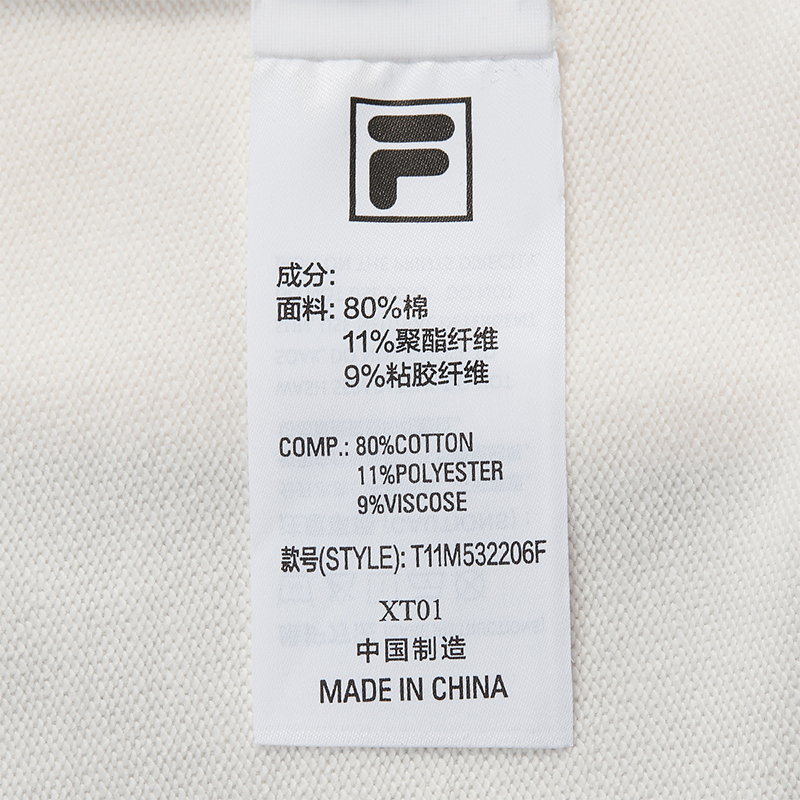 F
成分:
面料: 80%棉
11%聚酯纤维
9%粘胶纤维
COMP.: 80%COTTON
11%POLYESTER
9%VISCOSE
款号(STYLE): T11M532206F
XT01
中国制造
MADE IN CHINA